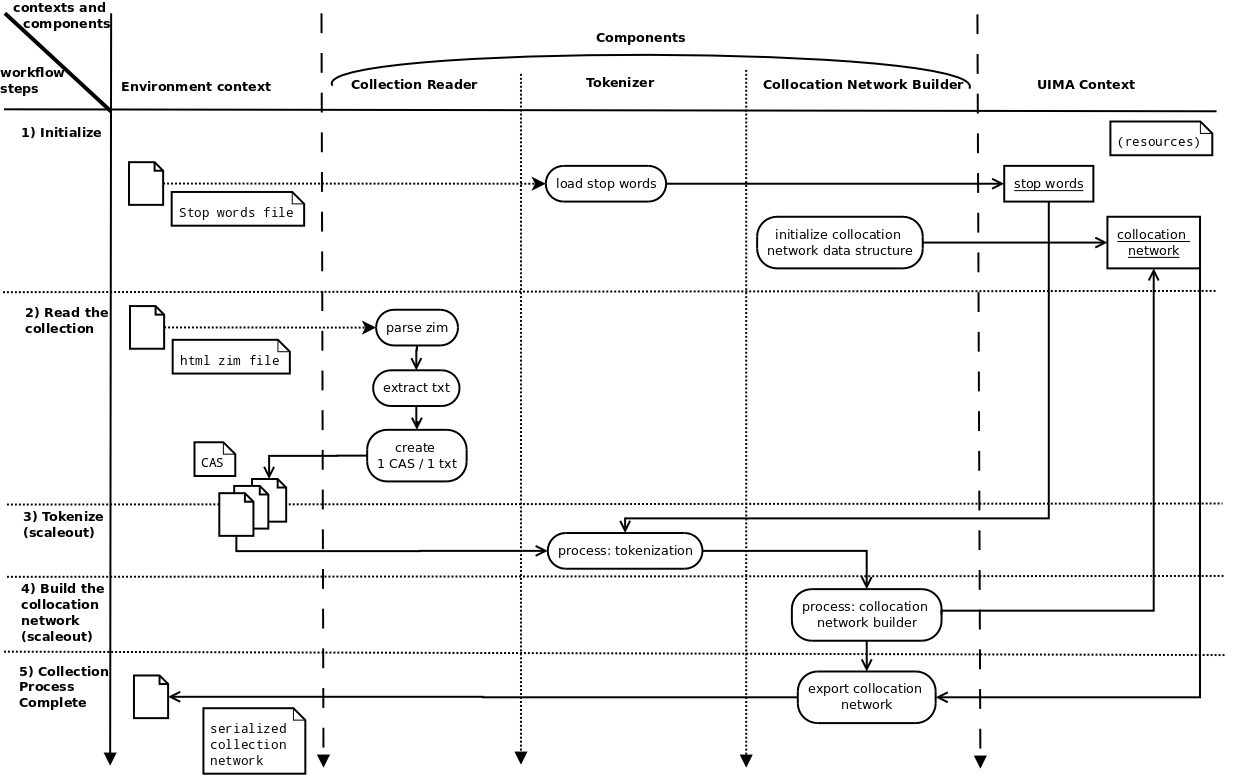 contexts and
components
workflow
steps
Components
Environment context
Collection Reader
Tokenizer
Collocation Network Builder
UIMA Context
1) Initialize
(resources)
load stop words
stop words
Stop words file
initialize collocation
network data structure
collocation
network
2) Read the
collection
parse zim
html zim file
extract txt
create
1 CAS / 1 txt
CAS
3) Tokenize
(scaleout)
process: tokenization
4) Build the
collocation
network
(scaleout)
process: collocation
network builder
5) Collection
Process
Complete
export collocation
network
serialized
collection
network